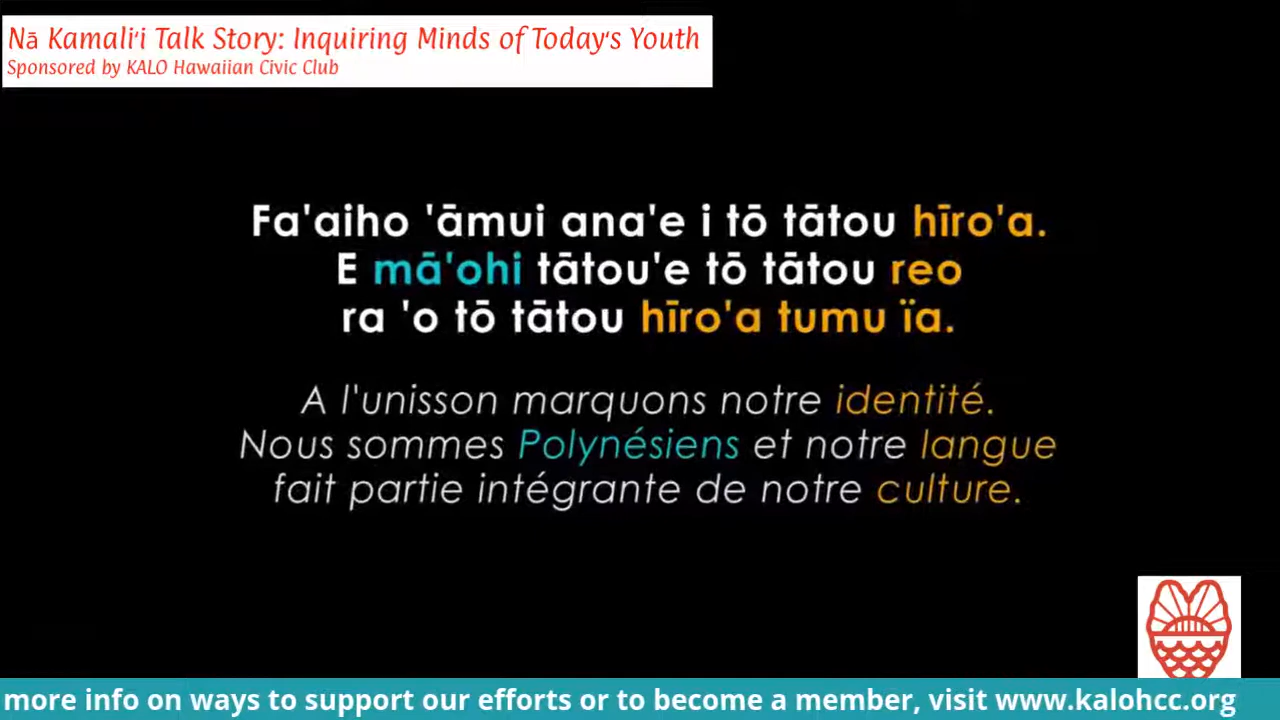 Nā Kamaliʻi Talk Story: Inquiring Minds of Today's Youth
Sponsored by KALO Hawaiian Civic Club
Fa'aiho 'āmui ana'e i tō tātou hīro'a.
E mā'ohi tātou'e tō tātou reo
ra 'o tō tātou hīro'a tumu ïa.
A l'unisson marquons notre identité.
Nous sommes Polynésiens et notre langue
fait partie intégrante de notre culture.
more info on ways to support our efforts or to become a member, visit www.kalohcc.org